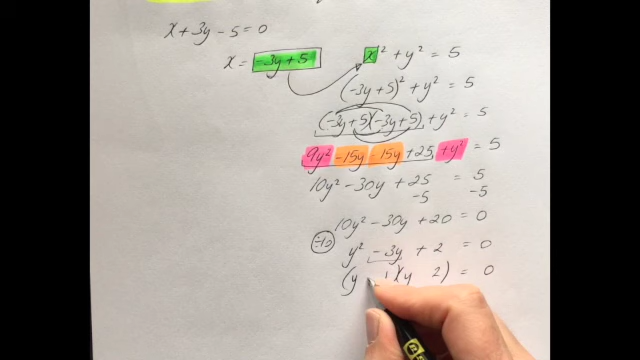 x + 3y - 5 = 0
x = -3y + 5 x² + y² = 5
(-3y + 5)² + y² = 5
(-3y + 5)(-3y + 5) + y² = 5
9y² - 15y - 15y + 25 + y² = 5
10y² - 30y + 25 = 5
-5 -5
10y² - 30y + 20 = 0
÷10
y² - 3y + 2 = 0
(y 1)(y 2) = 0